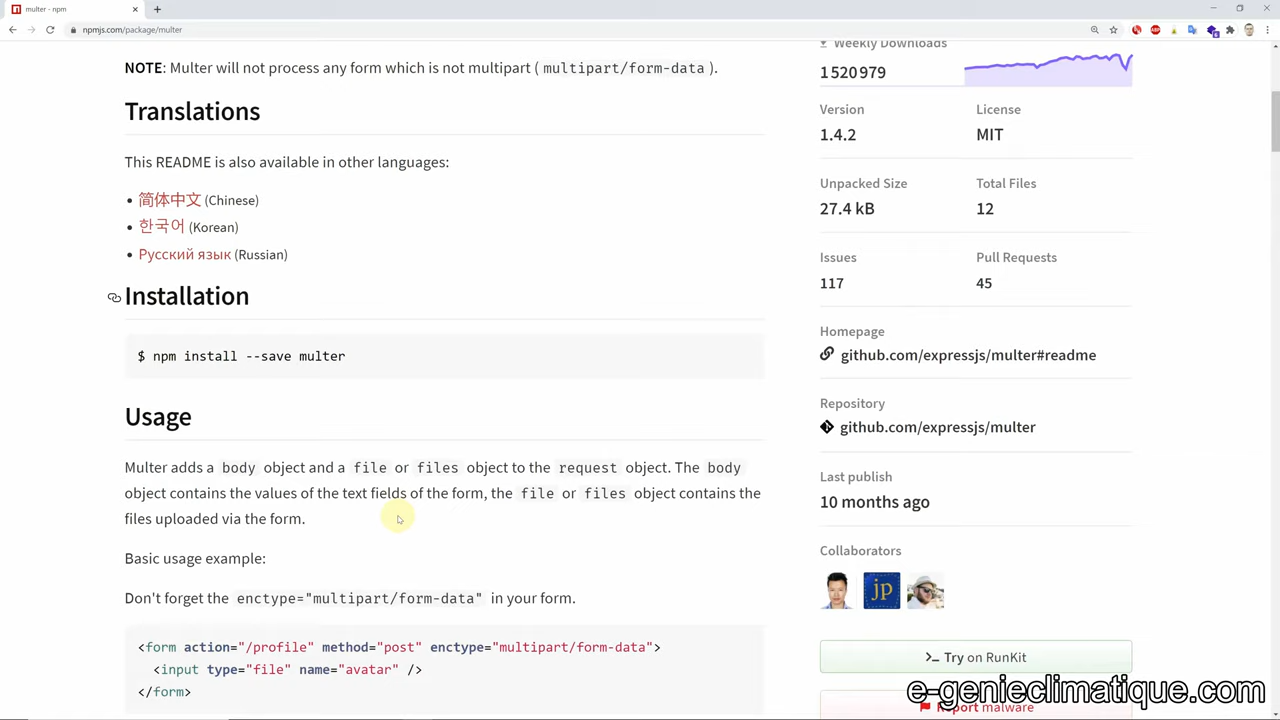 multer - npm
npmjs.com/package/multer
NOTE: Multer will not process any form which is not multipart ( multipart/form-data ).
Translations
This README is also available in other languages:
• 简体中文 (Chinese)
• 한국어 (Korean)
• Русский язык (Russian)
Installation
$ npm install --save multer
Usage
Multer adds a body object and a file or files object to the request object. The body
object contains the values of the text fields of the form, the file or files object contains the
files uploaded via the form.
Basic usage example:
Don't forget the enctype="multipart/form-data" in your form.
<form action="/profile" method="post" enctype="multipart/form-data">
<input type="file" name="avatar" />
</form>
Weekly Downloads
1 520 979
Version
License
1.4.2
MIT
Unpacked Size
Total Files
27.4 kB
12
Issues
Pull Requests
117
45
Homepage
github.com/expressjs/multer#readme
Repository
github.com/expressjs/multer
Last publish
10 months ago
Collaborators
jp
Try on RunKit
Report malware
e-genieclimatique.com